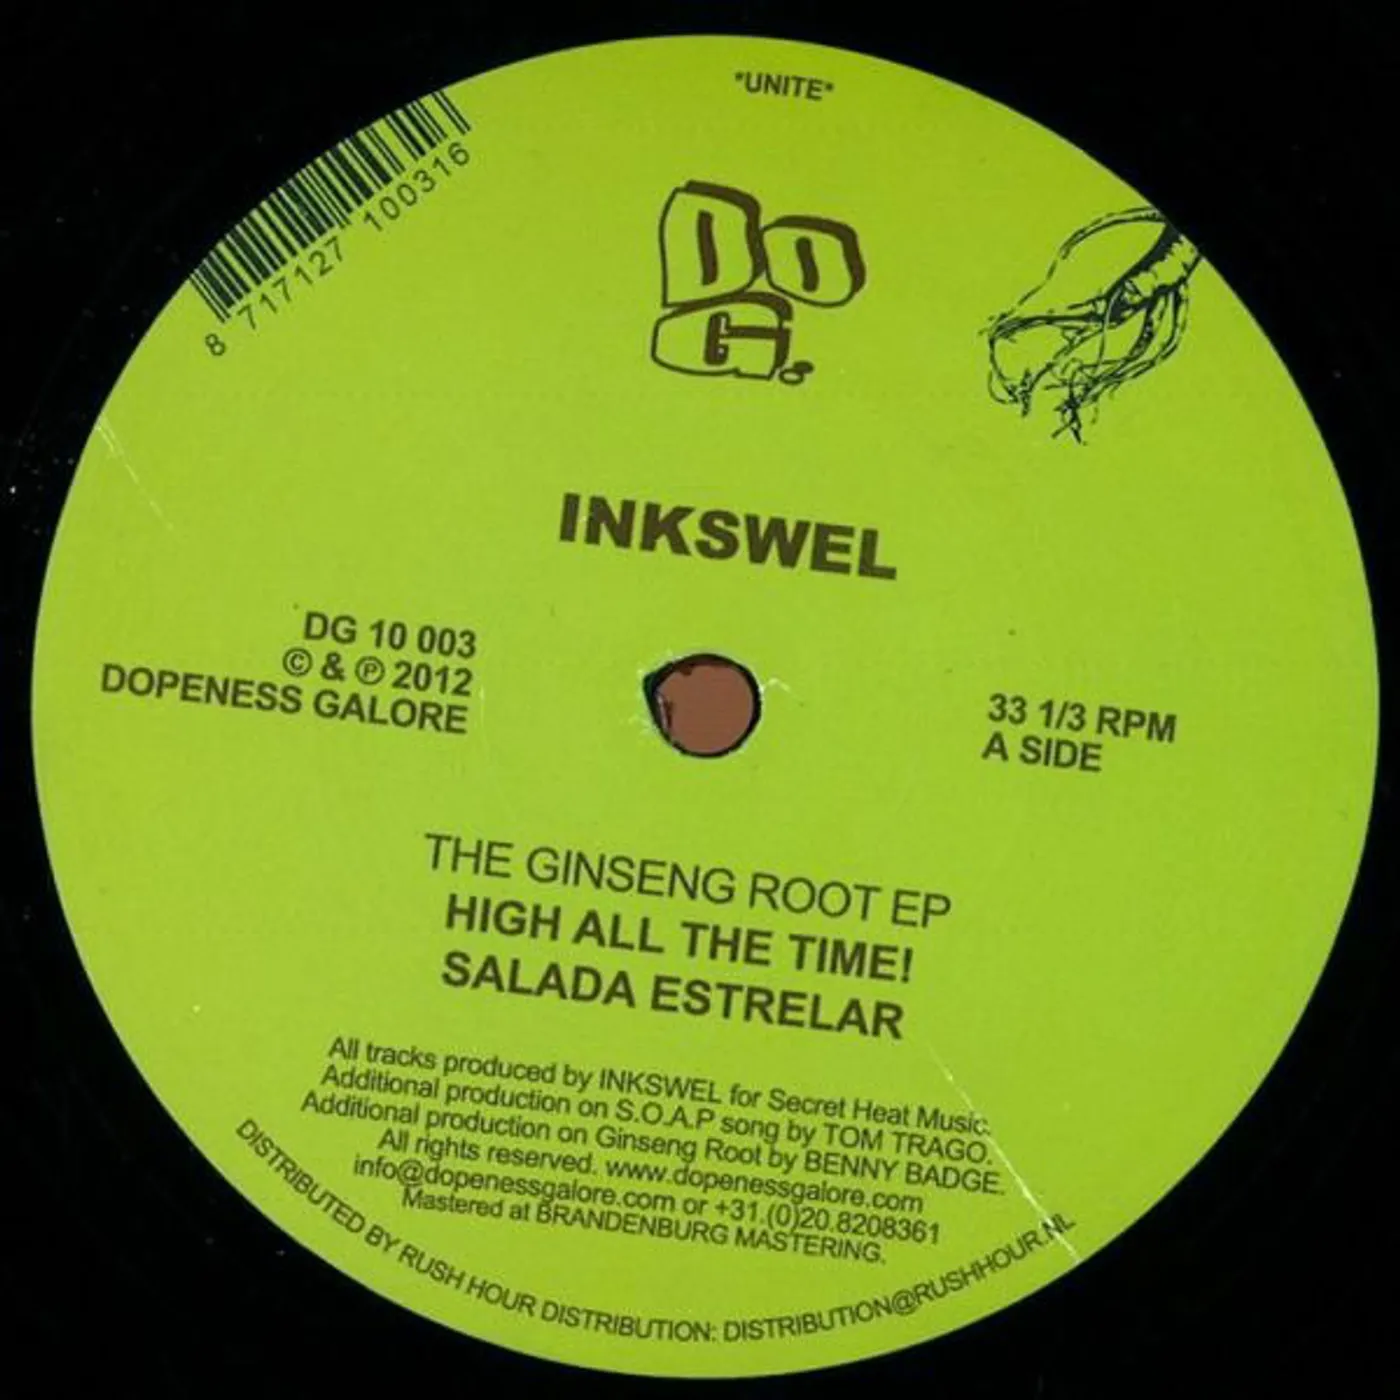 *UNITE*
8 717127 100316
DO
G.
INKSWEL
DG 10 003
© & ℗ 2012
DOPENESS GALORE
33 1/3 RPM
A SIDE
THE GINSENG ROOT EP
HIGH ALL THE TIME!
SALADA ESTRELAR
All tracks produced by INKSWEL for Secret Heat Music.
Additional production on S.O.A.P song by TOM TRAGO.
Additional production on Ginseng Root by BENNY BADGE.
All rights reserved. www.dopenessgalore.com
info@dopenessgalore.com or +31.(0)20.8208361
Mastered at BRANDENBURG MASTERING.
DISTRIBUTED BY RUSH HOUR DISTRIBUTION: DISTRIBUTION@RUSHHOUR.NL